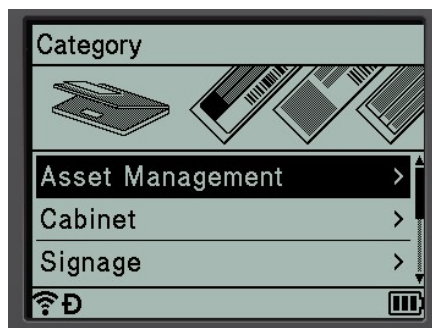 Category
Asset Management >
Cabinet >
Signage >
Đ